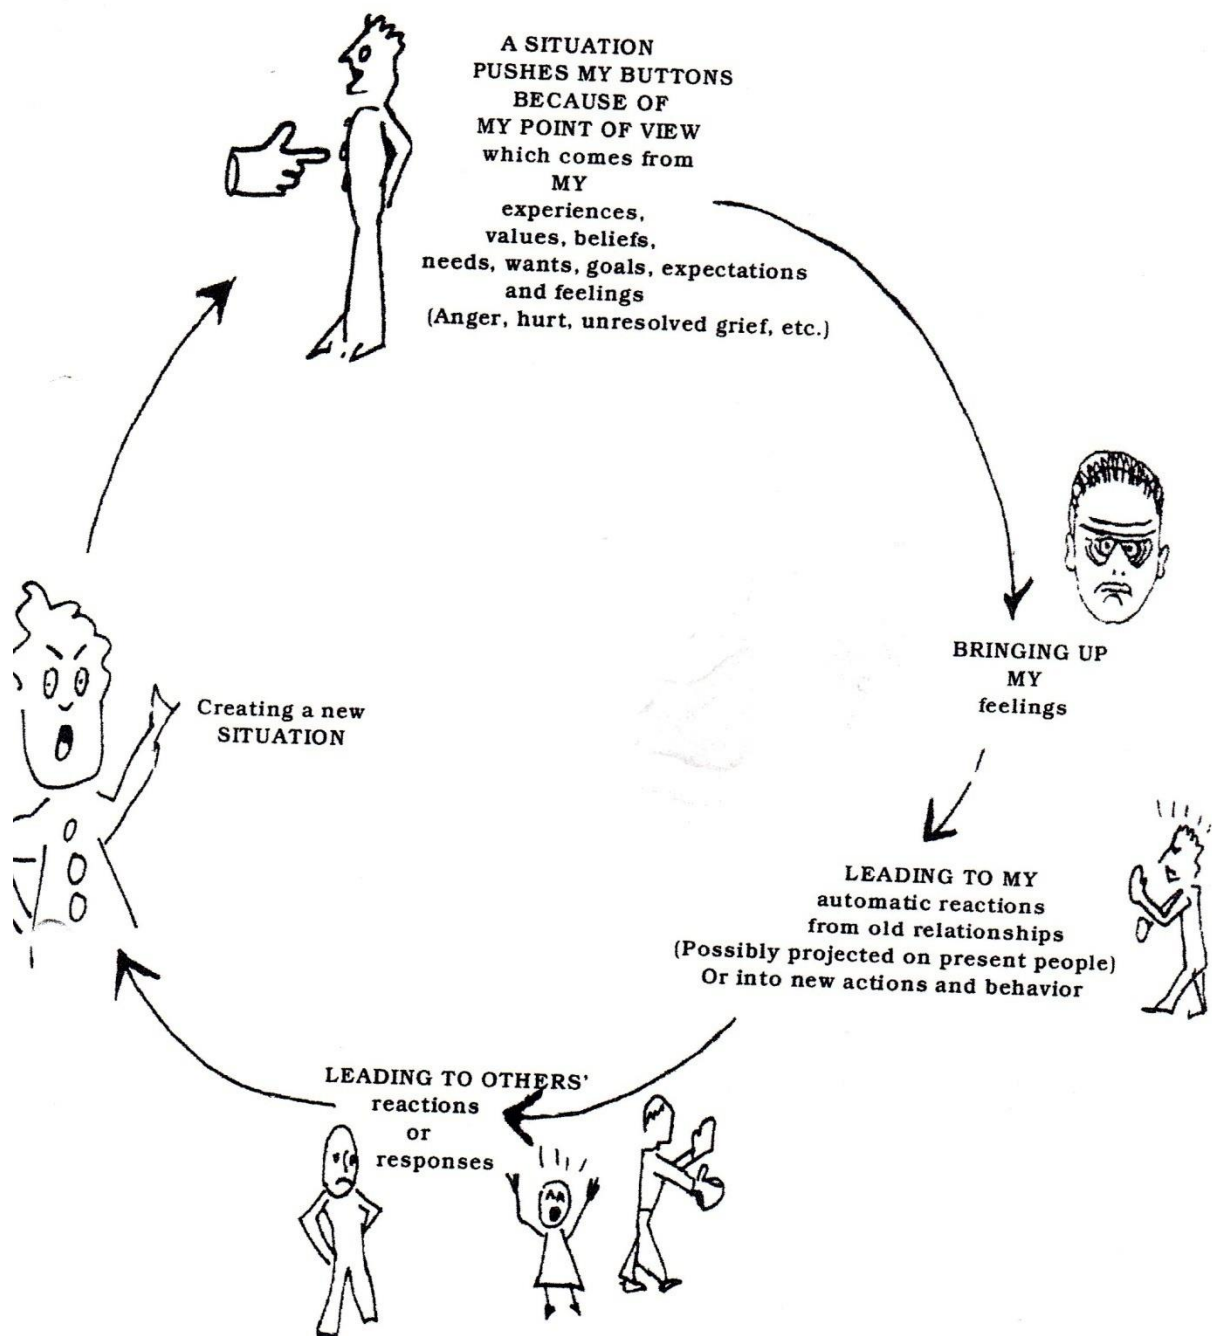 A SITUATION
PUSHES MY BUTTONS
BECAUSE OF
MY POINT OF VIEW
which comes from
MY
experiences,
values, beliefs,
needs, wants, goals, expectations
and feelings
(Anger, hurt, unresolved grief, etc.)
BRINGING UP
MY
feelings
LEADING TO MY
automatic reactions
from old relationships
(Possibly projected on present people)
Or into new actions and behavior
LEADING TO OTHERS'
reactions
or
responses
Creating a new
SITUATION